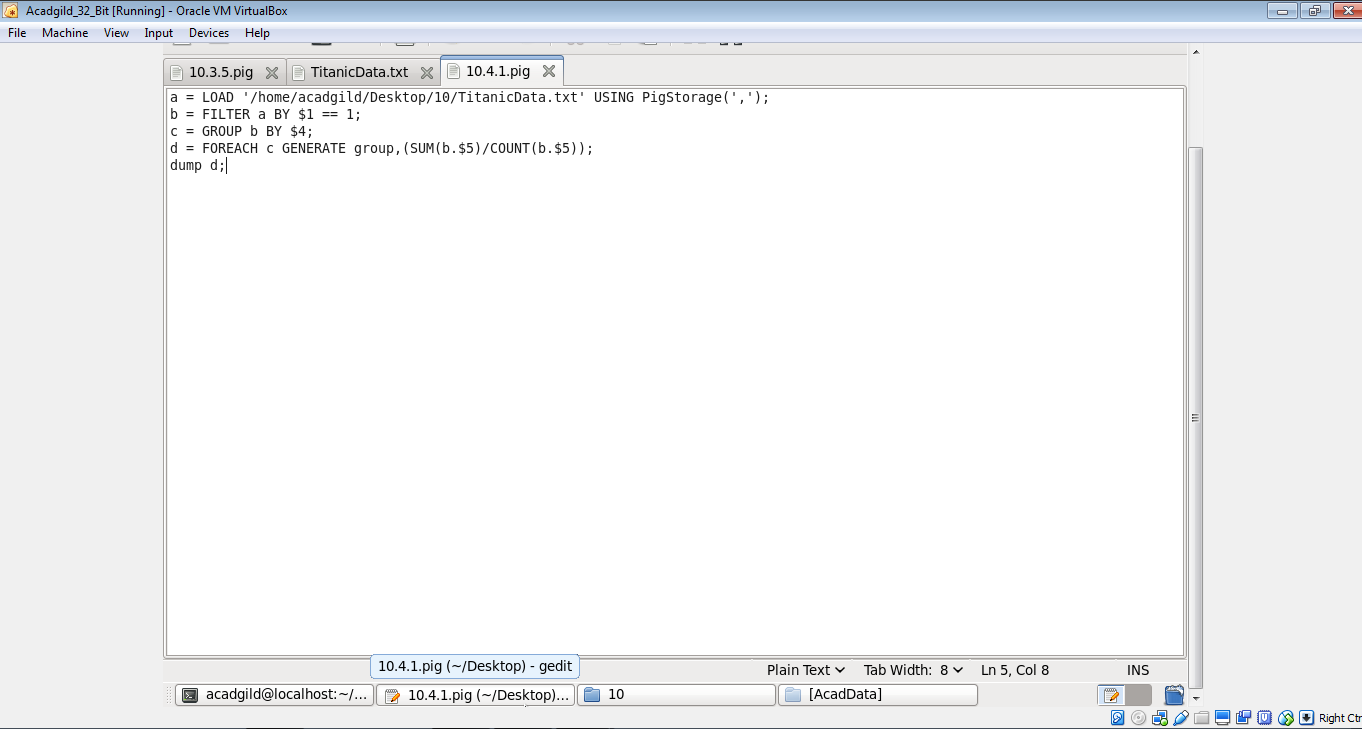 Acadgild_32_Bit [Running] - Oracle VM VirtualBox
File Machine View Input Devices Help
10.3.5.pig TitanicData.txt 10.4.1.pig
a = LOAD '/home/acadgild/Desktop/10/TitanicData.txt' USING PigStorage(',');
b = FILTER a BY $1 == 1;
c = GROUP b BY $4;
d = FOREACH c GENERATE group,(SUM(b.$5)/COUNT(b.$5));
dump d;
10.4.1.pig (~/Desktop) - gedit
Plain Text Tab Width: 8 Ln 5, Col 8 INS
acadgild@localhost:~/... 10.4.1.pig (~/Desktop)... 10 [AcadData]
Right Ctr